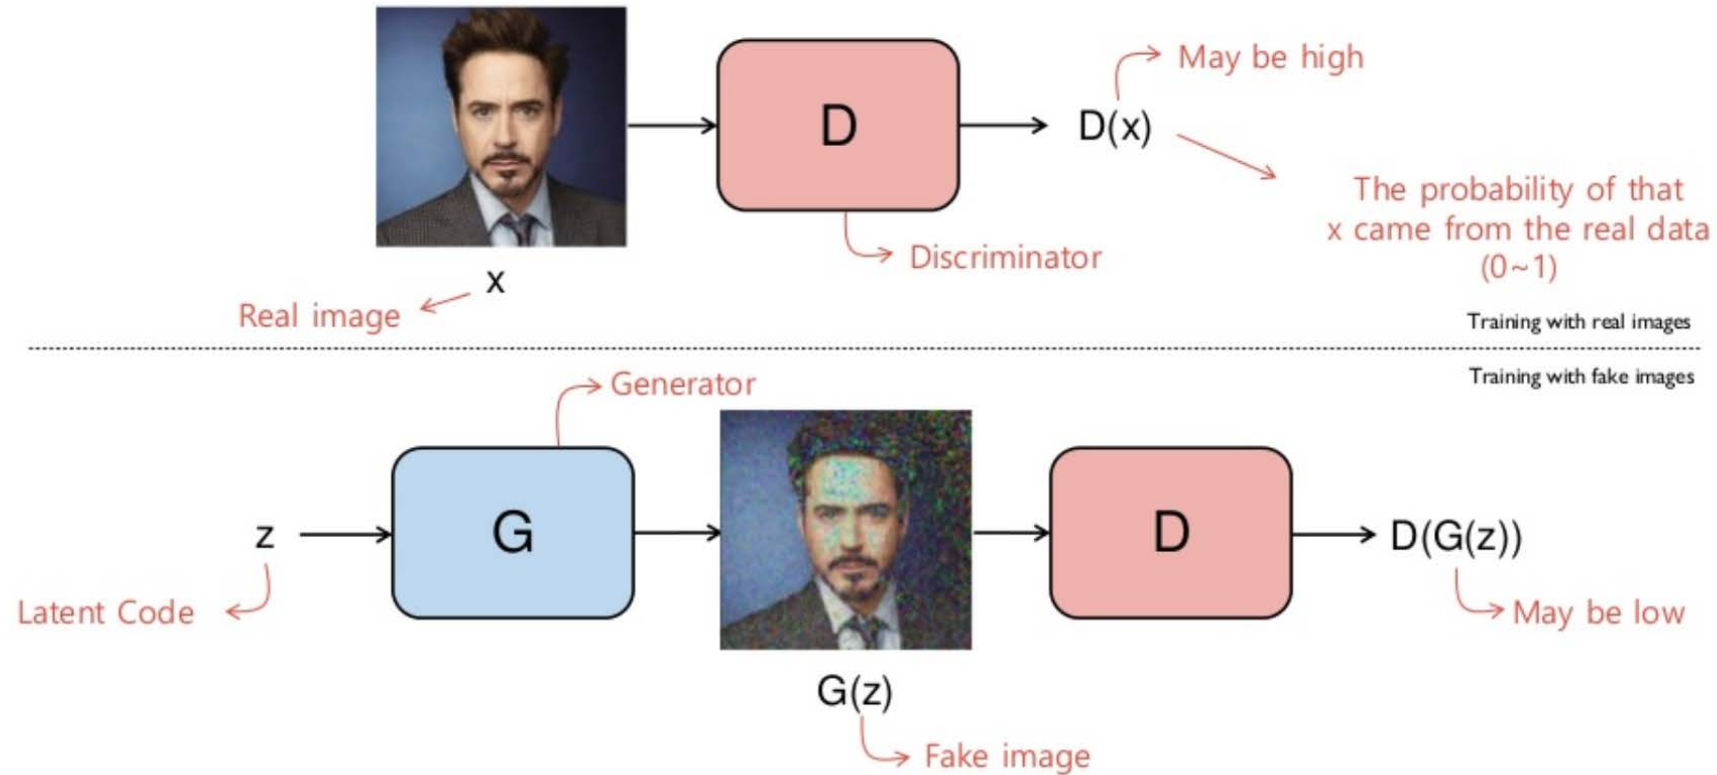 May be high
D
D(x)
The probability of that
x came from the real data
(0~1)
Discriminator
x
Real image
Training with real images
Training with fake images
Generator
z
G
D
D(G(z))
Latent Code
May be low
G(z)
Fake image